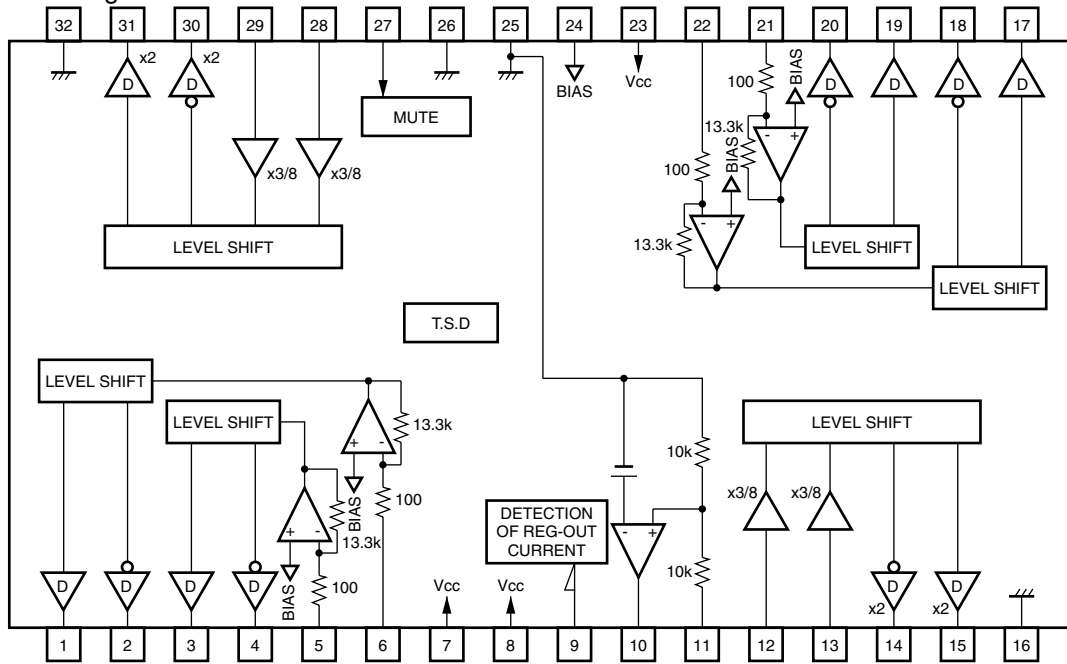 32 31 30 29 28 27 26 25 24 23 22 21 20 19 18 17
x2 x2
D D
BIAS
Vcc
BIAS
100
D D D D
MUTE
13.3k
- +
x3/8 x3/8
100
BIAS
LEVEL SHIFT
13.3k
- +
LEVEL SHIFT
LEVEL SHIFT
T.S.D
LEVEL SHIFT
LEVEL SHIFT
13.3k
+ -
LEVEL SHIFT
10k
100
BIAS
x3/8 x3/8
DETECTION
OF REG-OUT
CURRENT
- +
+ -
13.3k
10k
D D D D
BIAS
100
Vcc Vcc
D D
x2 x2
1 2 3 4 5 6 7 8 9 10 11 12 13 14 15 16